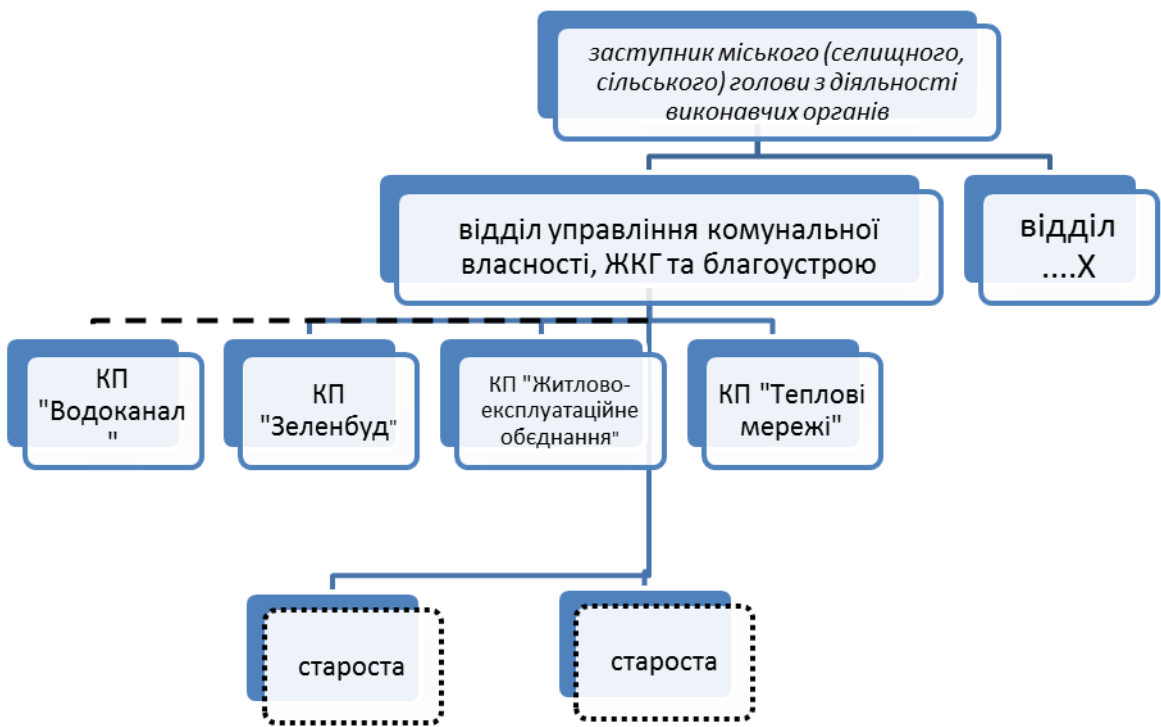 заступник міського (селищного,
сільського) голови з діяльності
виконавчих органів
відділ управління комунальної
власності, ЖКГ та благоустрою
відділ
....Х
КП
"Водоканал
"
КП
"Зеленбуд"
КП "Житлово-
експлуатаційне
обєднання"
КП "Теплові
мережі"
староста
староста